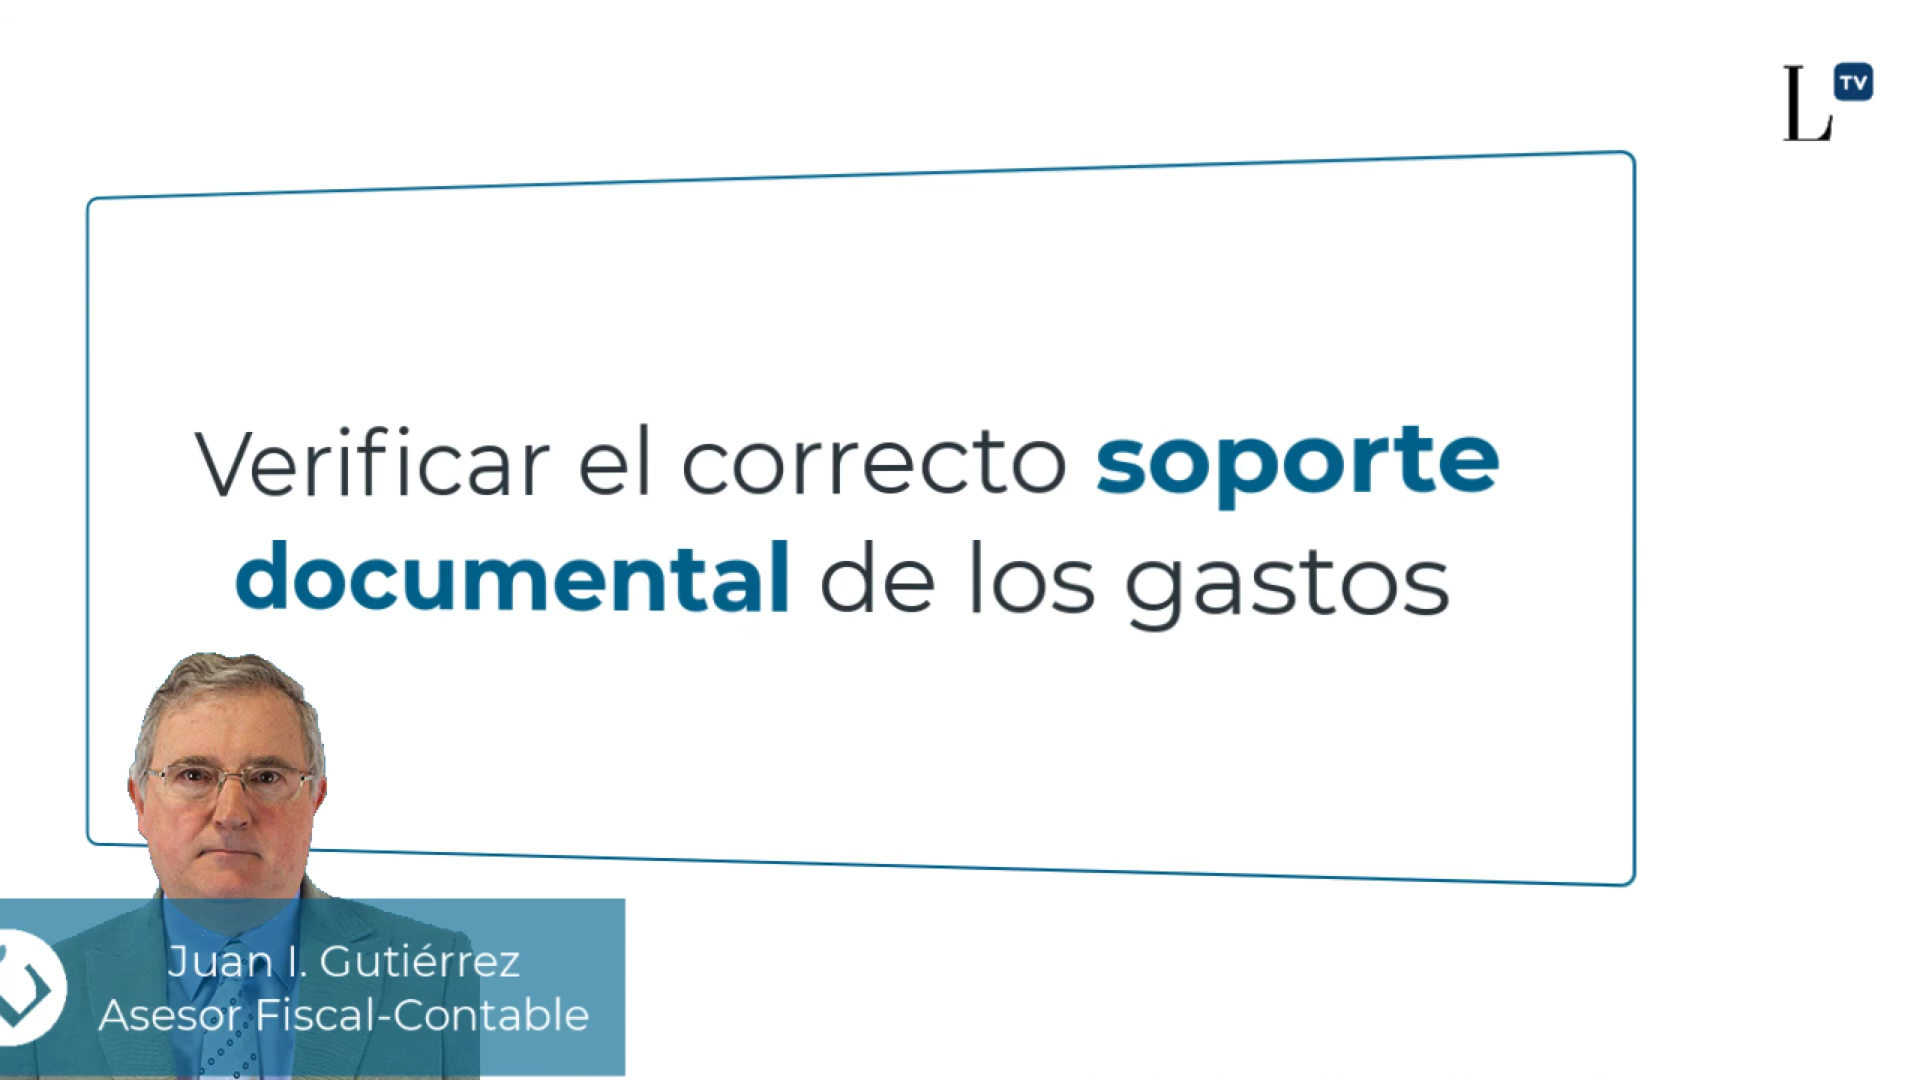 L TV
Verificar el correcto soporte
documental de los gastos
Juan I. Gutiérrez
Asesor Fiscal-Contable